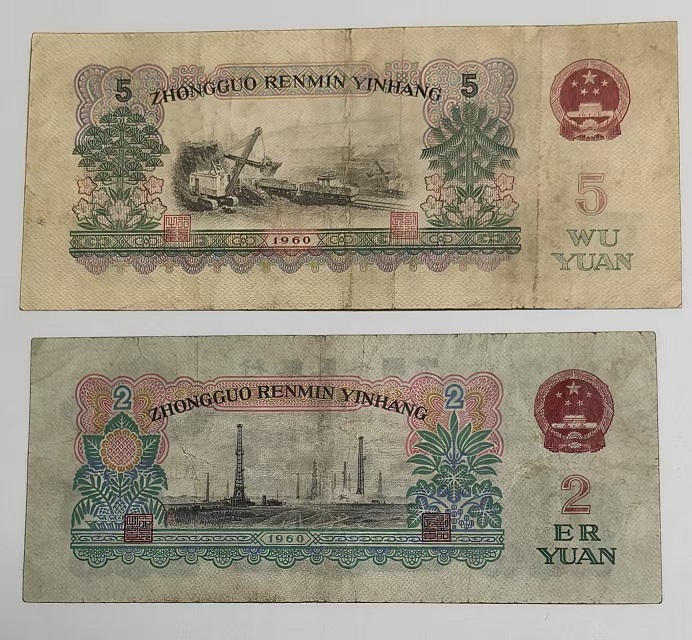 5 ZHONGGUO RENMIN YINHANG 5
5
WU
YUAN
1960
2 ZHONGGUO RENMIN YINHANG 2
2
ER
YUAN
1960